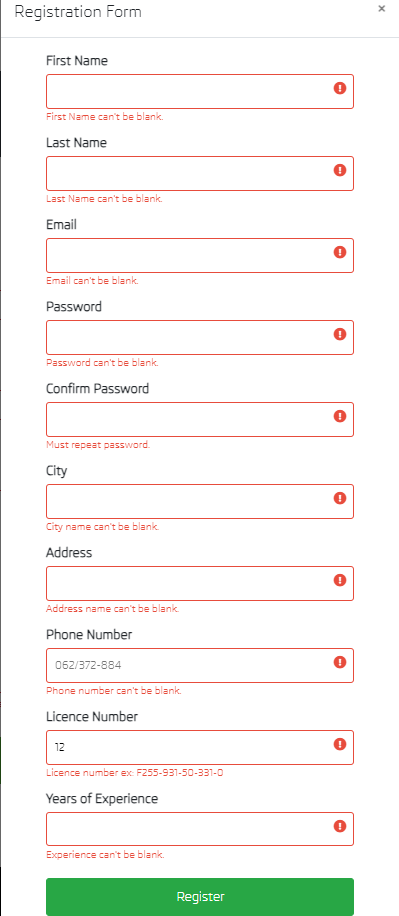 Registration Form ×
First Name
First Name can't be blank.
Last Name
Last Name can't be blank.
Email
Email can't be blank.
Password
Password can't be blank.
Confirm Password
Must repeat password.
City
City name can't be blank.
Address
Address name can't be blank.
Phone Number
062/372-884
Phone number can't be blank.
Licence Number
12
Licence number ex: F255-931-50-331-0
Years of Experience
Experience can't be blank.
Register